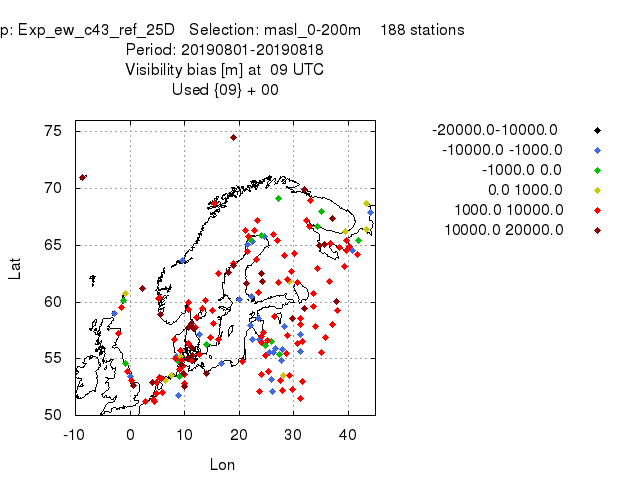 p: Exp_ew_c43_ref_25D Selection: masl_0-200m 188 stations
Period: 20190801-20190818
Visibility bias [m] at 09 UTC
Used {09} + 00
-20000.0-10000.0
-10000.0 -1000.0
-1000.0 0.0
0.0 1000.0
1000.0 10000.0
10000.0 20000.0
75
70
65
60
55
50
Lat
-10 0 10 20 30 40
Lon